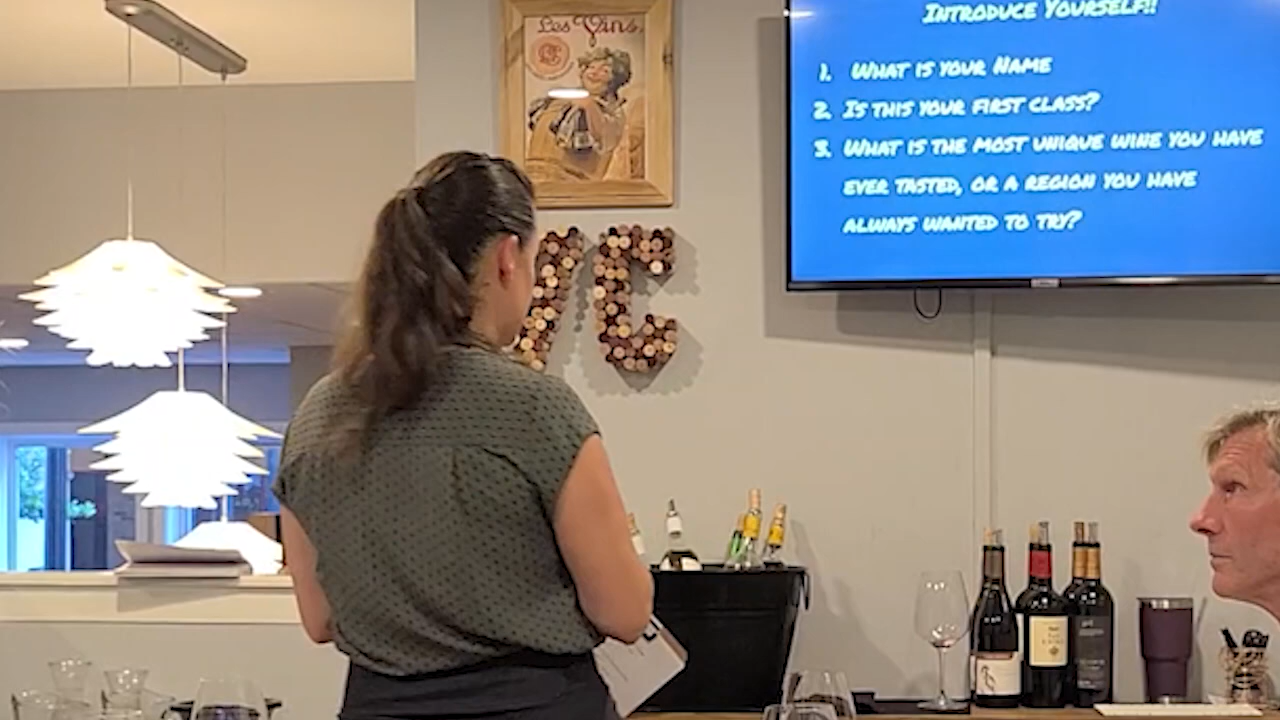 Les Vins
INTRODUCE YOURSELF!!
1. WHAT IS YOUR NAME
2. IS THIS YOUR FIRST CLASS?
3. WHAT IS THE MOST UNIQUE WINE YOU HAVE
EVER TASTED, OR A REGION YOU HAVE
ALWAYS WANTED TO TRY?